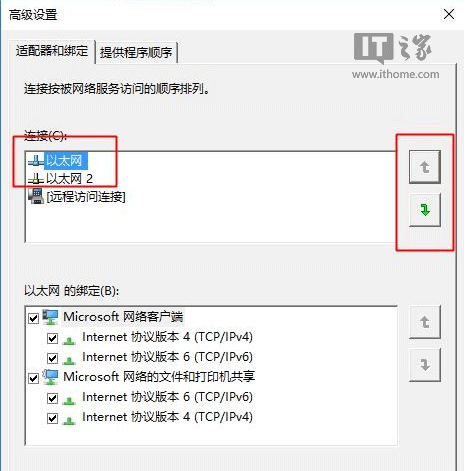 高级设置
适配器和绑定
提供程序顺序
IT之家
www.ithome.com
连接按被网络服务访问的顺序排列。
连接(C):
以太网
以太网 2
[远程访问连接]
以太网 的绑定(B):
Microsoft 网络客户端
Internet 协议版本 4 (TCP/IPv4)
Internet 协议版本 6 (TCP/IPv6)
Microsoft 网络的文件和打印机共享
Internet 协议版本 6 (TCP/IPv6)
Internet 协议版本 4 (TCP/IPv4)